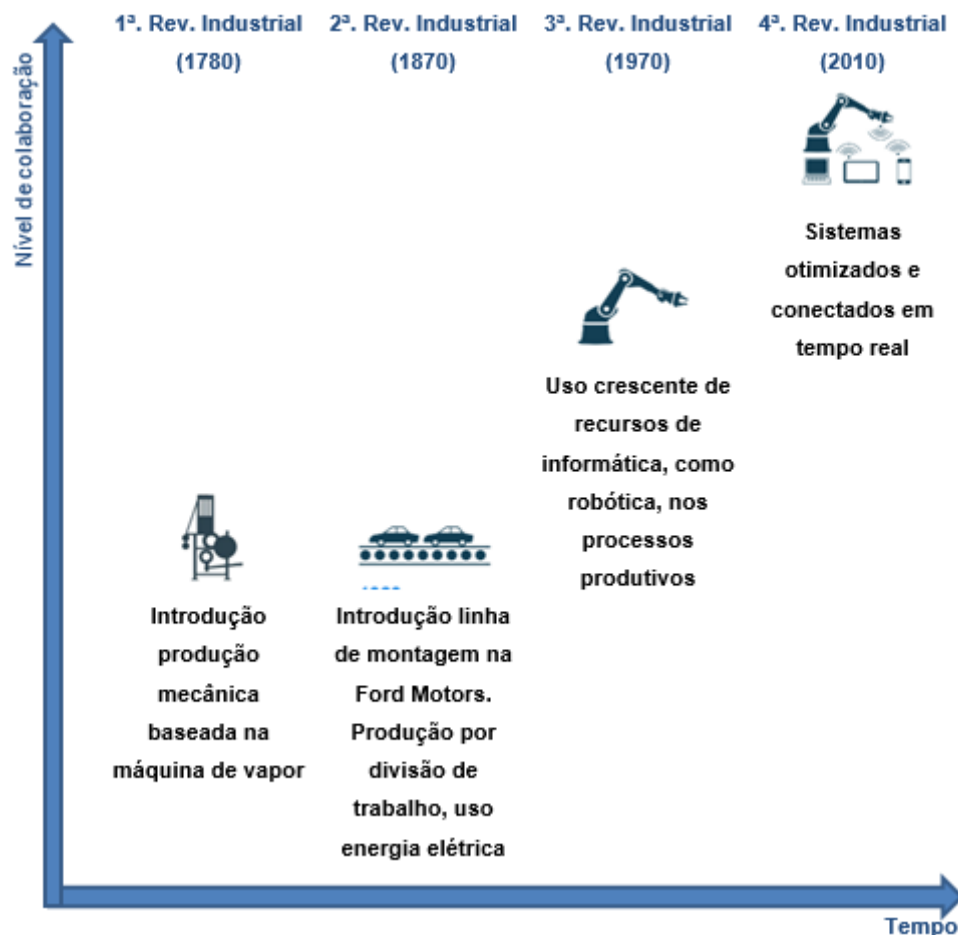 1ª. Rev. Industrial
(1780)
2ª. Rev. Industrial
(1870)
3ª. Rev. Industrial
(1970)
4ª. Rev. Industrial
(2010)
Nível de colaboração
Introdução
produção
mecânica
baseada na
máquina de vapor
Introdução linha
de montagem na
Ford Motors.
Produção por
divisão de
trabalho, uso
energia elétrica
Uso crescente de
recursos de
informática, como
robótica, nos
processos
produtivos
Sistemas
otimizados e
conectados em
tempo real
Tempo